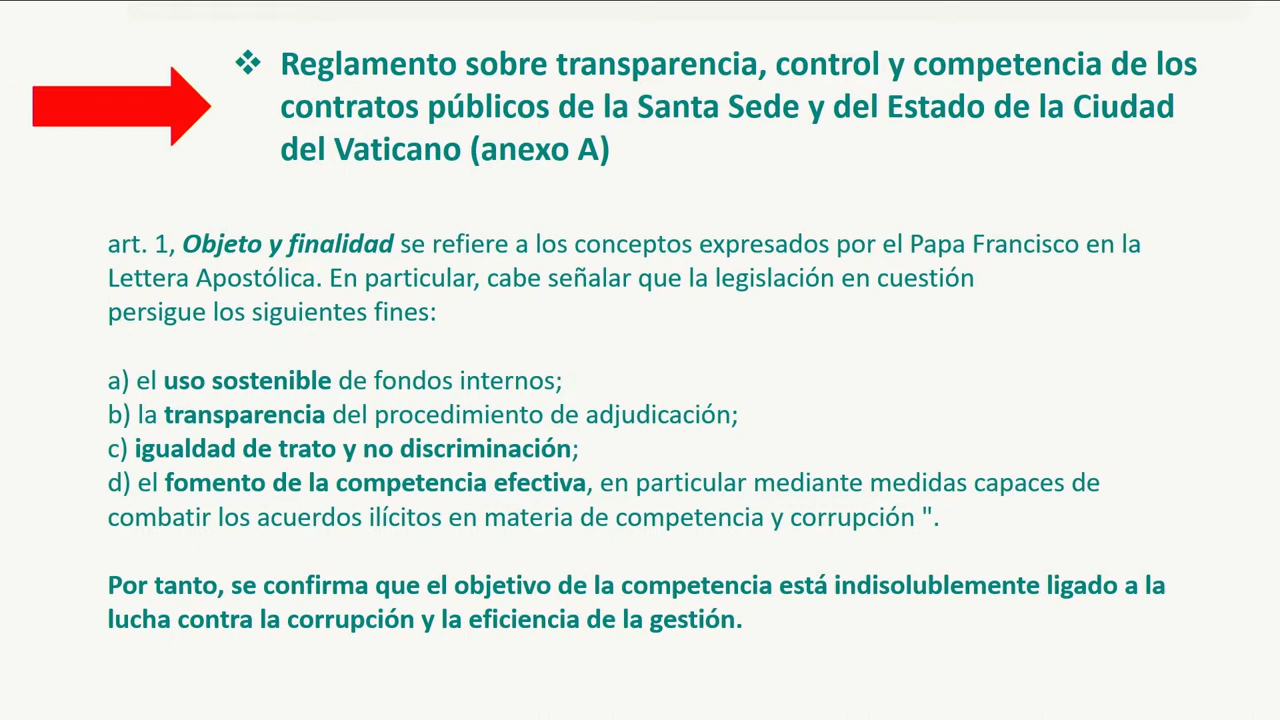 ❖ Reglamento sobre transparencia, control y competencia de los
contratos públicos de la Santa Sede y del Estado de la Ciudad
del Vaticano (anexo A)
art. 1, Objeto y finalidad se refiere a los conceptos expresados por el Papa Francisco en la
Lettera Apostólica. En particular, cabe señalar que la legislación en cuestión
persigue los siguientes fines:
a) el uso sostenible de fondos internos;
b) la transparencia del procedimiento de adjudicación;
c) igualdad de trato y no discriminación;
d) el fomento de la competencia efectiva, en particular mediante medidas capaces de
combatir los acuerdos ilícitos en materia de competencia y corrupción ".
Por tanto, se confirma que el objetivo de la competencia está indisolublemente ligado a la
lucha contra la corrupción y la eficiencia de la gestión.